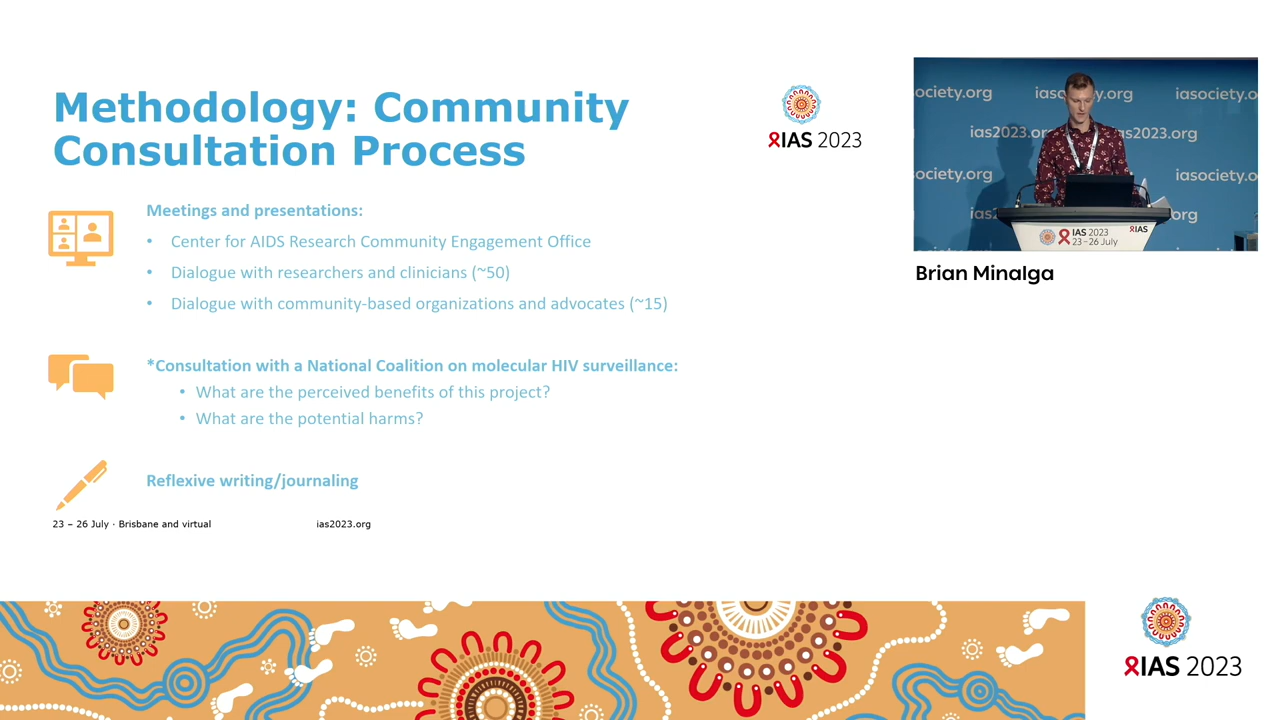 Methodology: Community
Consultation Process
IAS 2023
Meetings and presentations:
• Center for AIDS Research Community Engagement Office
• Dialogue with researchers and clinicians (~50)
• Dialogue with community-based organizations and advocates (~15)
*Consultation with a National Coalition on molecular HIV surveillance:
• What are the perceived benefits of this project?
• What are the potential harms?
Reflexive writing/journaling
23 – 26 July · Brisbane and virtual
ias2023.org
ociety.org iasociety.org iasociety.
ias2023.org ias2023.org
ociety.org iasociety.o
ias2 org
IAS 2023
23–26 July
IAS
Brian Minalga
IAS 2023